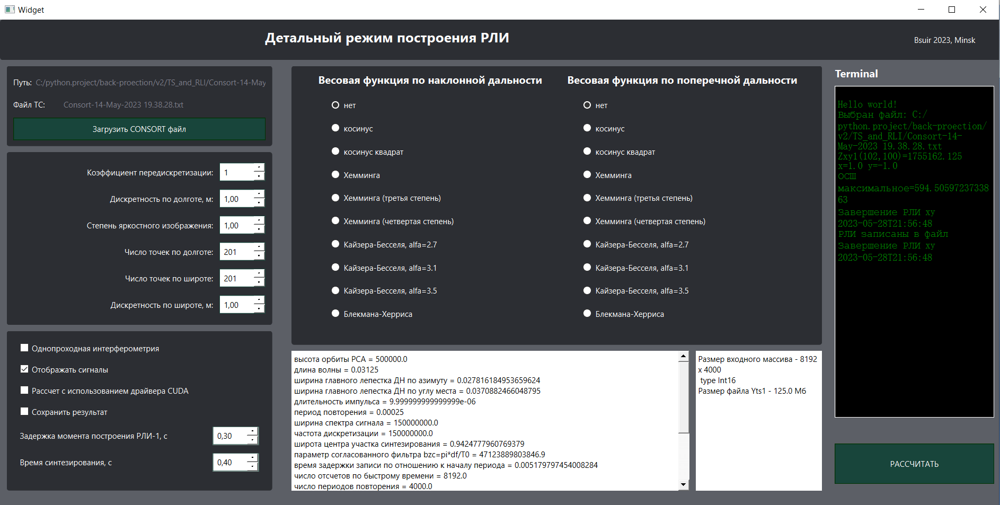 Widget
Детальный режим построения РЛИ
Bsuir 2023, Minsk
Путь: C:/python.project/back-proection/v2/TS_and_RLI/Consort-14-May
Файл ТС: Consort-14-May-2023 19.38.28.txt
Загрузить CONSORT файл
Коэффициент передискретизации: 1
Дискретность по долготе, м: 1,00
Степень яркостного изображения: 1,00
Число точек по долготе: 201
Число точек по широте: 201
Дискретность по широте, м: 1,00
Однопроходная интерферометрия
Отображать сигналы
Рассчет с использованием драйвера CUDA
Сохранить результат
Задержка момента построения РЛИ-1, с 0,30
Время синтезирования, с 0,40
Весовая функция по наклонной дальности
нет
косинус
косинус квадрат
Хемминга
Хемминга (третья степень)
Хемминга (четвертая степень)
Кайзера-Бесселя, alfa=2.7
Кайзера-Бесселя, alfa=3.1
Кайзера-Бесселя, alfa=3.5
Блекмана-Херриса
Весовая функция по поперечной дальности
нет
косинус
косинус квадрат
Хемминга
Хемминга (третья степень)
Хемминга (четвертая степень)
Кайзера-Бесселя, alfa=2.7
Кайзера-Бесселя, alfa=3.1
Кайзера-Бесселя, alfa=3.5
Блекмана-Херриса
высота орбиты РСА = 500000.0
длина волны = 0.03125
ширина главного лепестка ДН по азимуту = 0.027816184953659624
ширина главного лепестка ДН по углу места = 0.0370882466048795
длительность импульса = 9.999999999999999e-06
период повторения = 0.00025
ширина спектра сигнала = 150000000.0
частота дискретизации = 150000000.0
широта центра участка синтезирования = 0.9424777960769379
параметр согласованного фильтра bzc=pi*df/T0 = 47123889803846.9
время задержки записи по отношению к началу периода = 0.005179797454008284
число отсчетов по быстрому времени = 8192.0
число периодов повторения = 4000.0
Размер входного массива - 8192
x 4000
type Int16
Размер файла Yts1 - 125.0 Мб
Terminal
Hello world!
Выбран файл: C:/
python.project/back-proection/
v2/TS_and_RLI/Consort-14-
May-2023 19.38.28.txt
Zxy1(102,100)=1755162.125
x=1.0 y=-1.0
ОСШ
максимальное=594.50597237338
63
Завершение РЛИ xy
2023-05-28T21:56:48
РЛИ записаны в файл
Завершение РЛИ xy
2023-05-28T21:56:48
РАССЧИТАТЬ